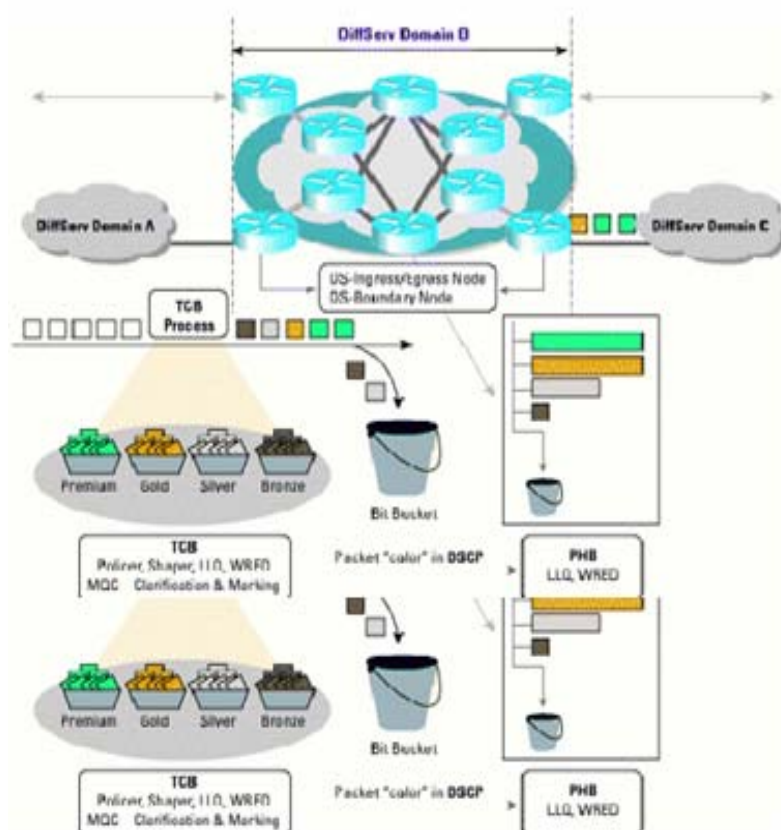 DiffServ Domain B
DiffServ Domain A
DiffServ Domain C
DS-Ingress/Egress Node
DS-Boundary Node
TCB
Process
Premium
Gold
Silver
Bronze
Bit Bucket
TCB
Policer, Shaper, LLQ, WRED
MQC Clarification & Marking
Packet "color" in DSCP
PHB
LLQ, WRED
Premium
Gold
Silver
Bronze
Bit Bucket
TCB
Policer, Shaper, LLQ, WRED
MQC Clarification & Marking
Packet "color" in DSCP
PHB
LLQ, WRED